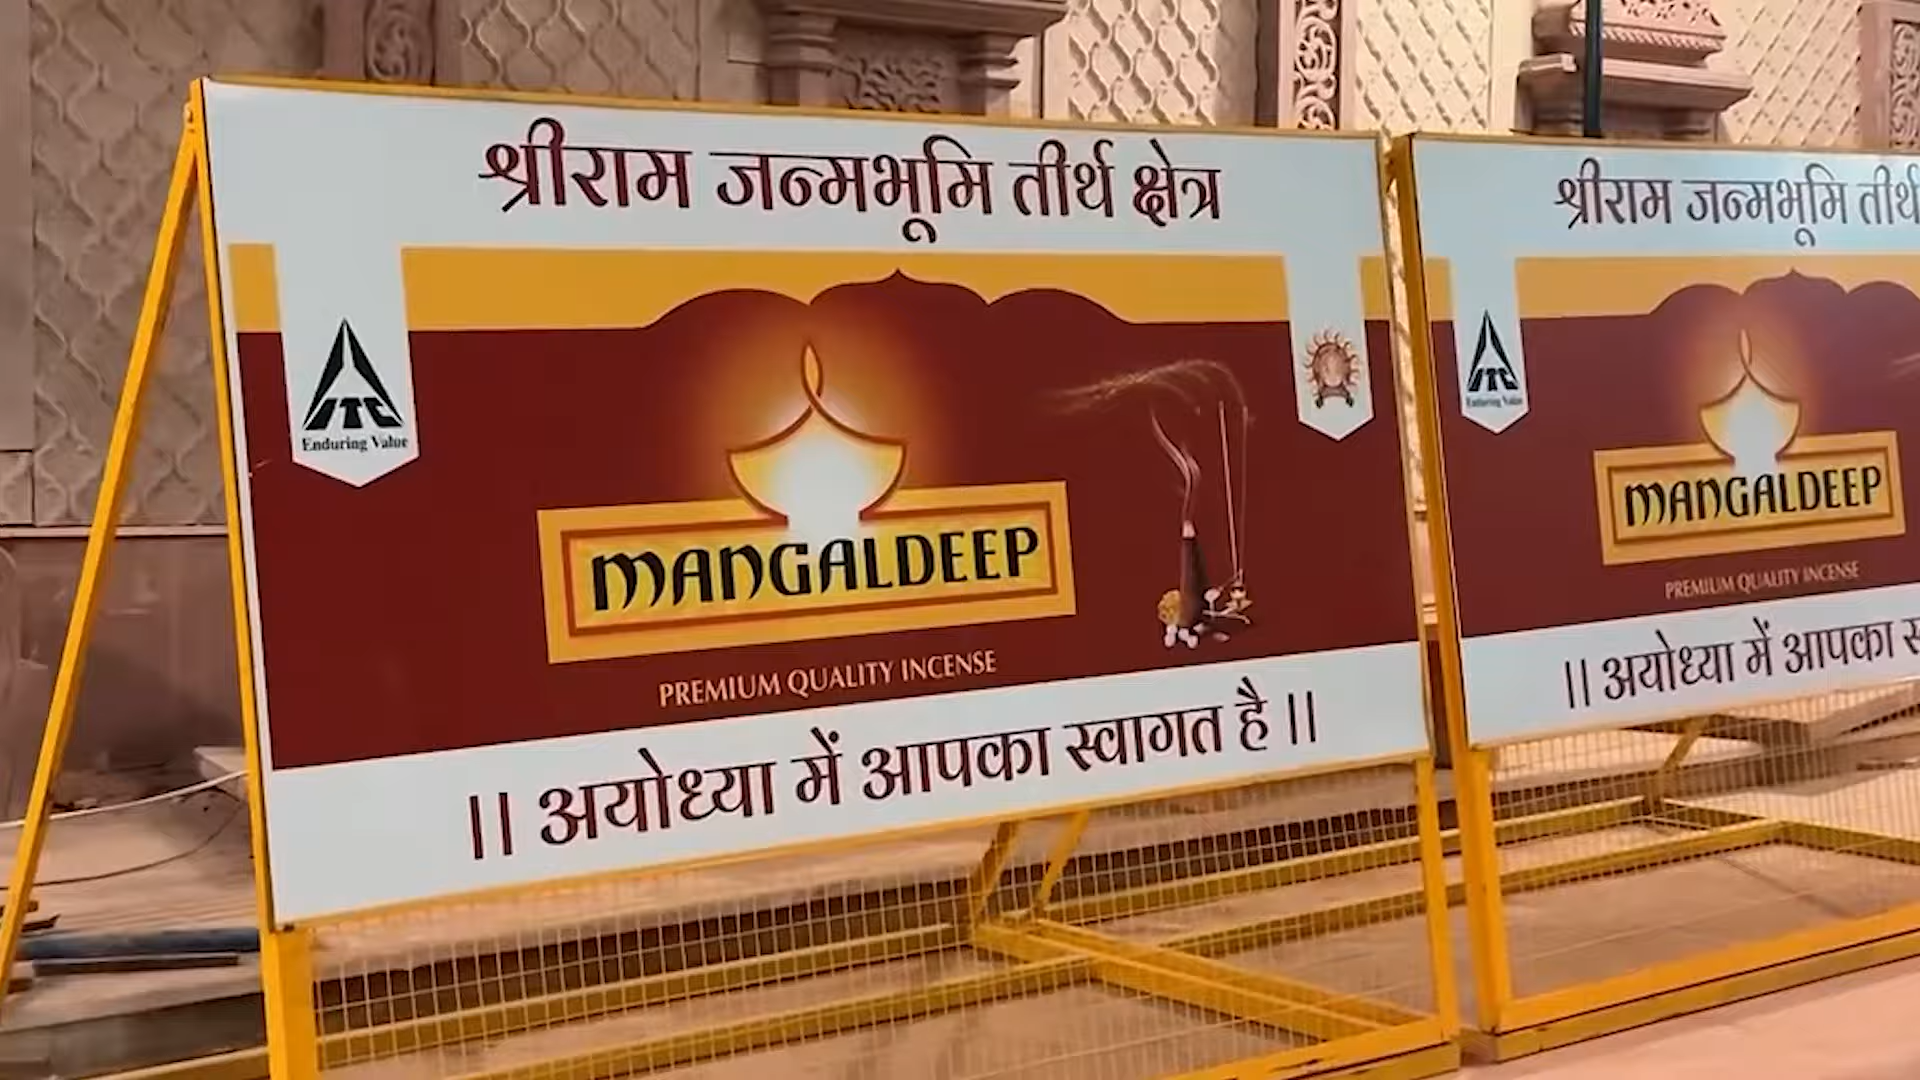 श्रीराम जन्मभूमि तीर्थ क्षेत्र
ITC
Enduring Value
MANGALDEEP
PREMIUM QUALITY INCENSE
|| अयोध्या में आपका स्वागत है ||
श्रीराम जन्मभूमि तीर्थ
ITC
Enduring Value
MANGALDEEP
PREMIUM QUALITY INCENSE
|| अयोध्या में आपका